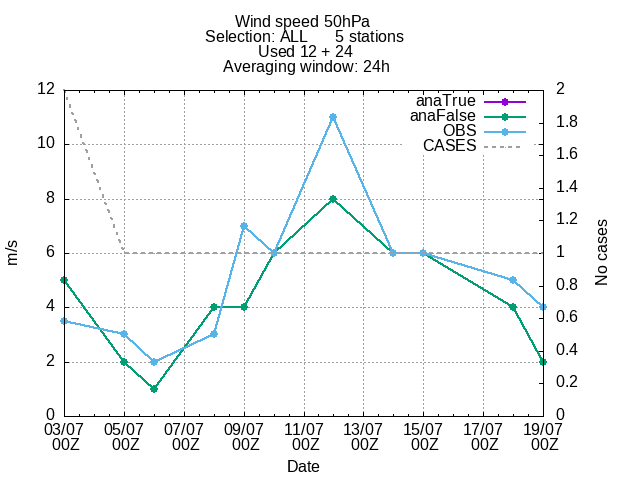 Wind speed 50hPa
Selection: ALL      5 stations
Used 12 + 24
Averaging window: 24h
anaTrue
anaFalse
OBS
CASES
m/s
12
10
8
6
4
2
0
2
1.8
1.6
1.4
1.2
1
0.8
0.6
0.4
0.2
0
No cases
03/07 05/07 07/07 09/07 11/07 13/07 15/07 17/07 19/07
00Z 00Z 00Z 00Z 00Z 00Z 00Z 00Z 00Z
Date